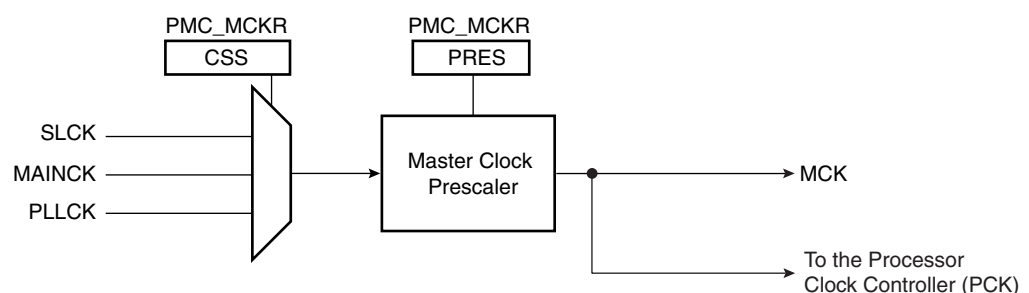 PMC_MCKR
PMC_MCKR
CSS
PRES
SLCK
MAINCK
PLLCK
Master Clock
Prescaler
MCK
To the Processor
Clock Controller (PCK)